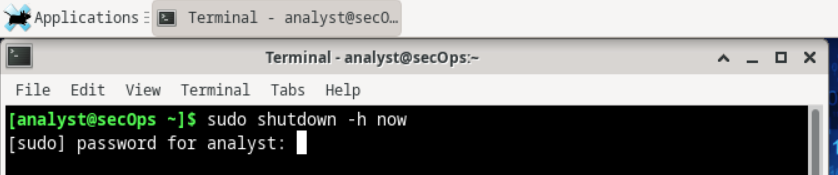 Applications Terminal - analyst@secO...
Terminal - analyst@secOps:~
File Edit View Terminal Tabs Help
[analyst@secOps ~]$ sudo shutdown -h now
[sudo] password for analyst: